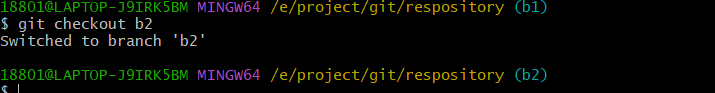 18801@LAPTOP-J9IRK5BM MINGW64 /e/project/git/respository (b1)
$ git checkout b2
Switched to branch 'b2'
18801@LAPTOP-J9IRK5BM MINGW64 /e/project/git/respository (b2)
$